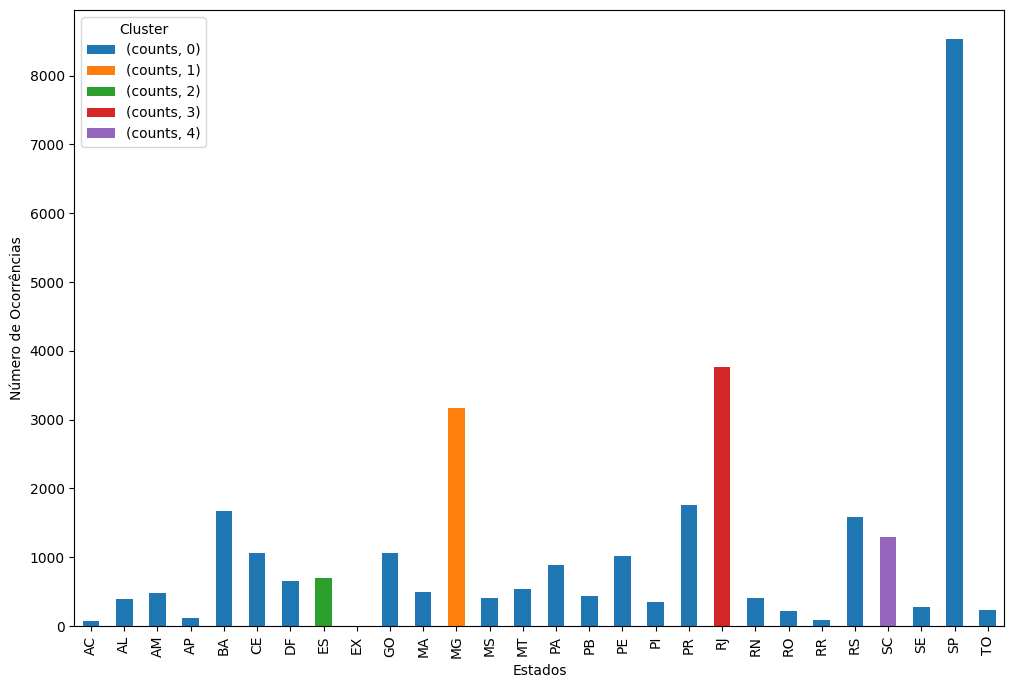 Cluster
(counts, 0)
(counts, 1)
(counts, 2)
(counts, 3)
(counts, 4)
Número de Ocorrências
8000
7000
6000
5000
4000
3000
2000
1000
0
AC AL AM AP BA CE DF ES EX GO MA MG MS MT PA PB PE PI PR RJ RN RO RR RS SC SE SP TO
Estados